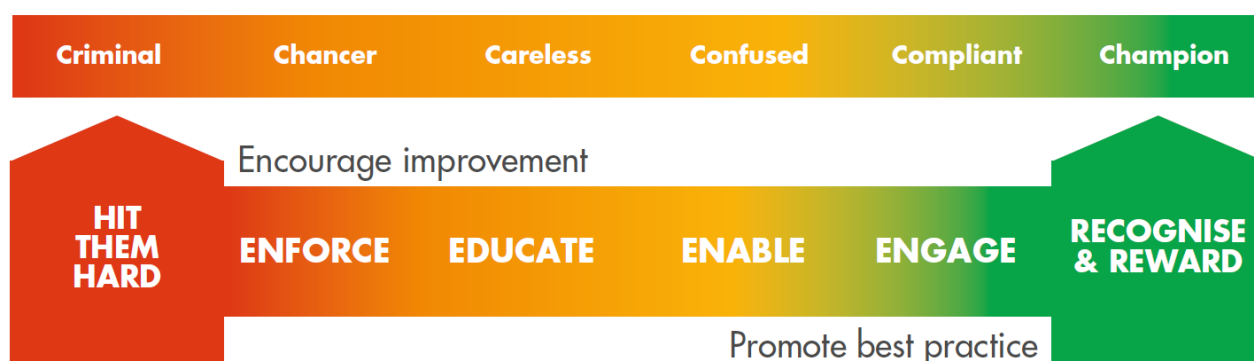 Criminal Chancer Careless Confused Compliant Champion
Encourage improvement
HIT
THEM
HARD
ENFORCE EDUCATE ENABLE ENGAGE
RECOGNISE
& REWARD
Promote best practice